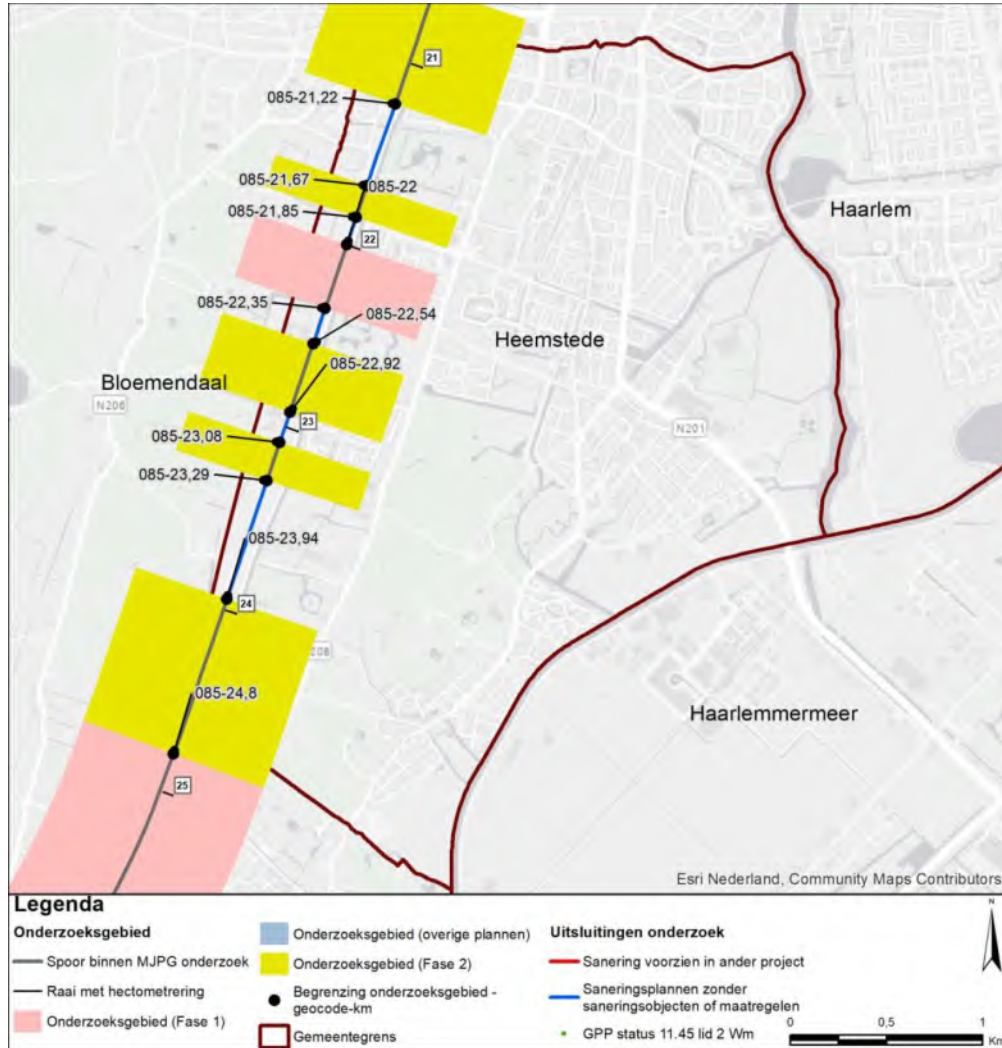 21
085-21,22
085-21,67
085-22
085-21,85
Haarlem
22
085-22,35
085-22,54
Heemstede
085-22,92
Bloemendaal
N206
23
N201
085-23,08
085-23,29
085-23,94
24
208
085-24,8
Haarlemmermeer
25
Esri Nederland, Community Maps Contributors
Legenda
Onderzoeksgebied
Spoor binnen MJPG onderzoek
Raai met hectometrering
Onderzoeksgebied (Fase 1)
Onderzoeksgebied (overige plannen)
Onderzoeksgebied (Fase 2)
Begrenzing onderzoeksgebied -
geocode-km
Gemeentegrens
Uitsluitingen onderzoek
Sanering voorzien in ander project
Saneringsplannen zonder
saneringsobjecten of maatregelen
GPP status 11.45 lid 2 Wm
N
0 0,5 1
Km